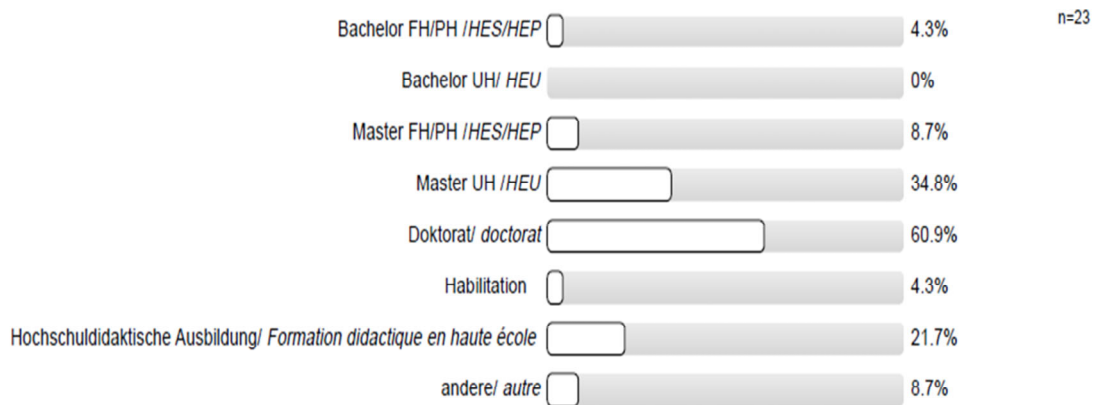 Bachelor FH/PH /HES/HEP 4.3% n=23
Bachelor UH/ HEU 0%
Master FH/PH /HES/HEP 8.7%
Master UH /HEU 34.8%
Doktorat/ doctorat 60.9%
Habilitation 4.3%
Hochschuldidaktische Ausbildung/ Formation didactique en haute école 21.7%
andere/ autre 8.7%